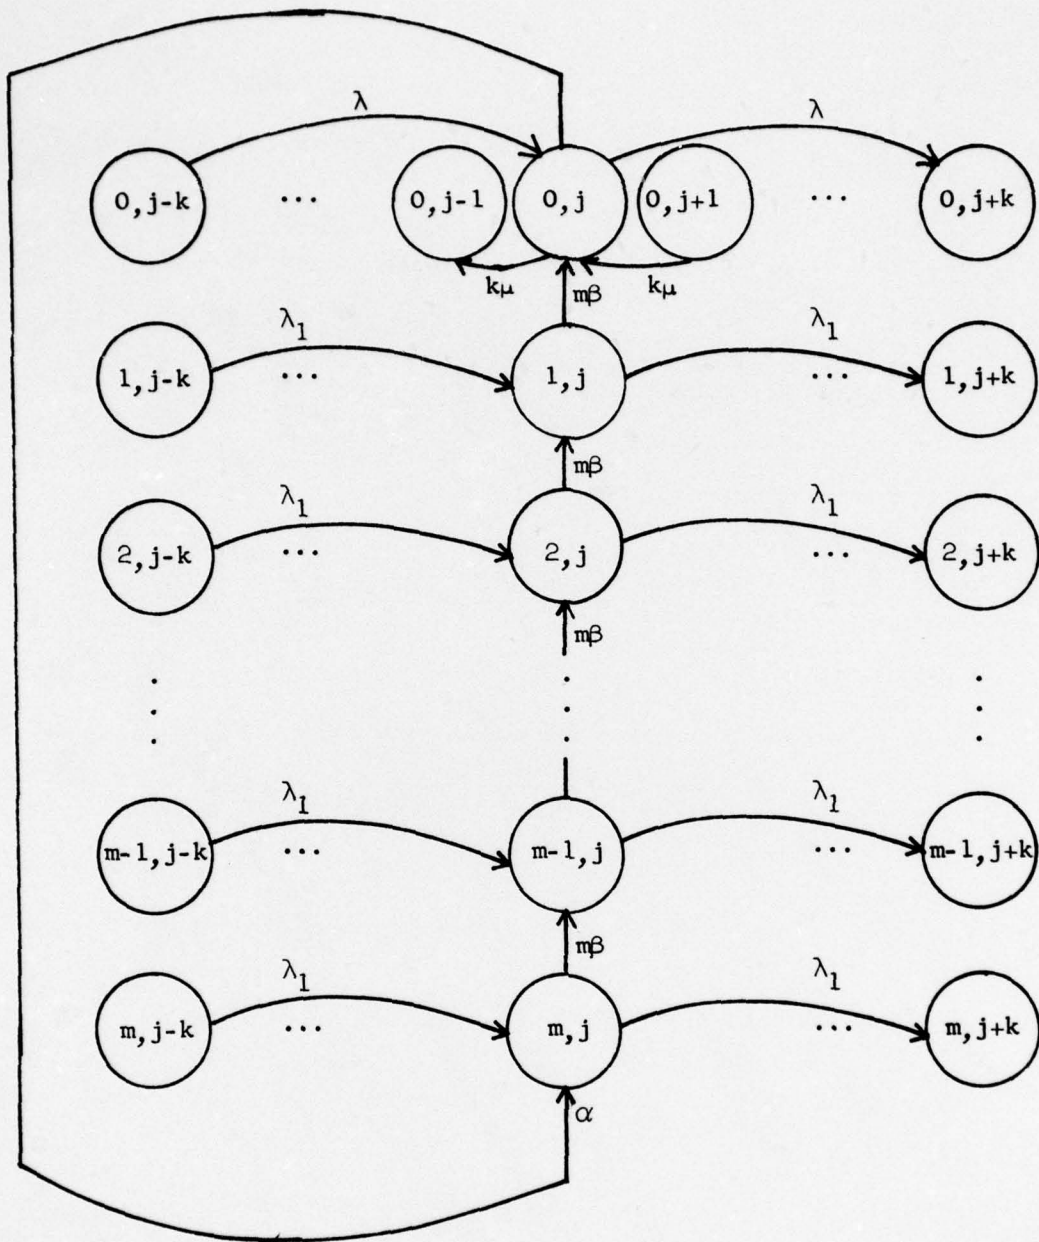 λ λ
0, j-k ... 0, j-1 0, j 0, j+1 ... 0, j+k
kμ kμ
mβ
λ₁ λ₁
1, j-k ... 1, j ... 1, j+k
mβ
λ₁ λ₁
2, j-k ... 2, j ... 2, j+k
mβ
λ₁ λ₁
m-1, j-k ... m-1, j ... m-1, j+k
mβ
λ₁ λ₁
m, j-k ... m, j ... m, j+k
α